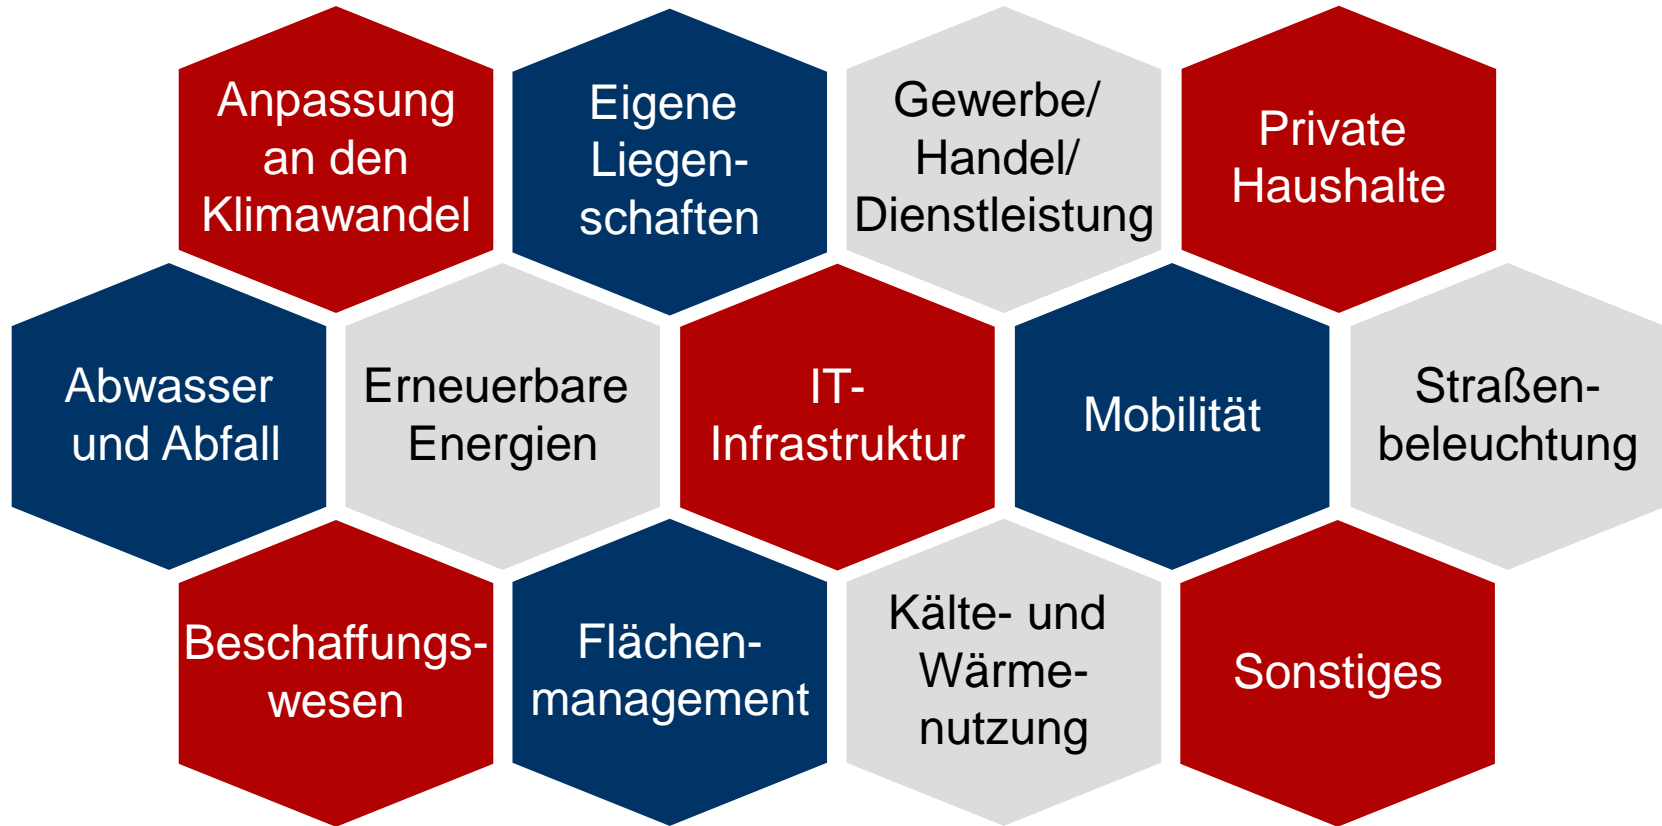 Anpassung
an den
Klimawandel
Eigene
Liegen-
schaften
Gewerbe/
Handel/
Dienstleistung
Private
Haushalte
Abwasser
und Abfall
Erneuerbare
Energien
IT-
Infrastruktur
Mobilität
Straßen-
beleuchtung
Beschaffungs-
wesen
Flächen-
management
Kälte- und
Wärme-
nutzung
Sonstiges